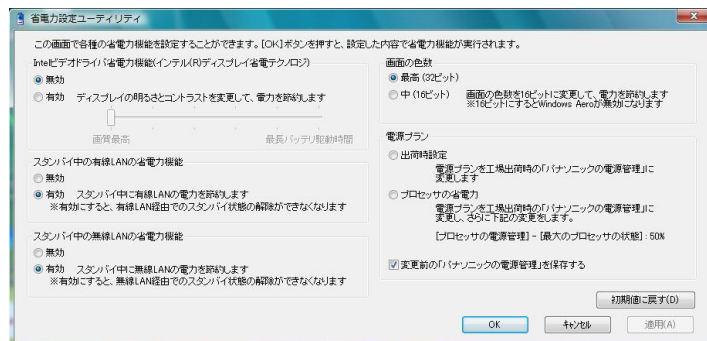 省電力設定ユーティリティ
この画面で各種の省電力機能を設定することができます。[OK]ボタンを押すと、設定した内容で省電力機能が実行されます。
Intelビデオドライバ省電力機能(インテル(R)ディスプレイ省電テクノロジ)
無効
有効 ディスプレイの明るさとコントラストを変更して、電力を節約します
画質最高 最長バッテリ駆動時間
スタンバイ中の有線LANの省電力機能
無効
有効 スタンバイ中に有線LANの電力を節約します
※有効にすると、有線LAN経由でのスタンバイ状態の解除ができなくなります
スタンバイ中の無線LANの省電力機能
無効
有効 スタンバイ中に無線LANの電力を節約します
※有効にすると、無線LAN経由でのスタンバイ状態の解除ができなくなります
画面の色数
最高 (32ビット)
中 (16ビット) 画面の色数を16ビットに変更して、電力を節約します
※16ビットにするとWindows Aeroが無効になります
電源プラン
出荷時設定
電源プランを工場出荷時の「パナソニックの電源管理」に
変更します
プロセッサの省電力
電源プランを工場出荷時の「パナソニックの電源管理」に
変更し、さらに下記の変更をします。
[プロセッサの電源管理] - [最大のプロセッサの状態] : 50%
変更前の「パナソニックの電源管理」を保存する
初期値に戻す(D)
OK キャンセル 適用(A)